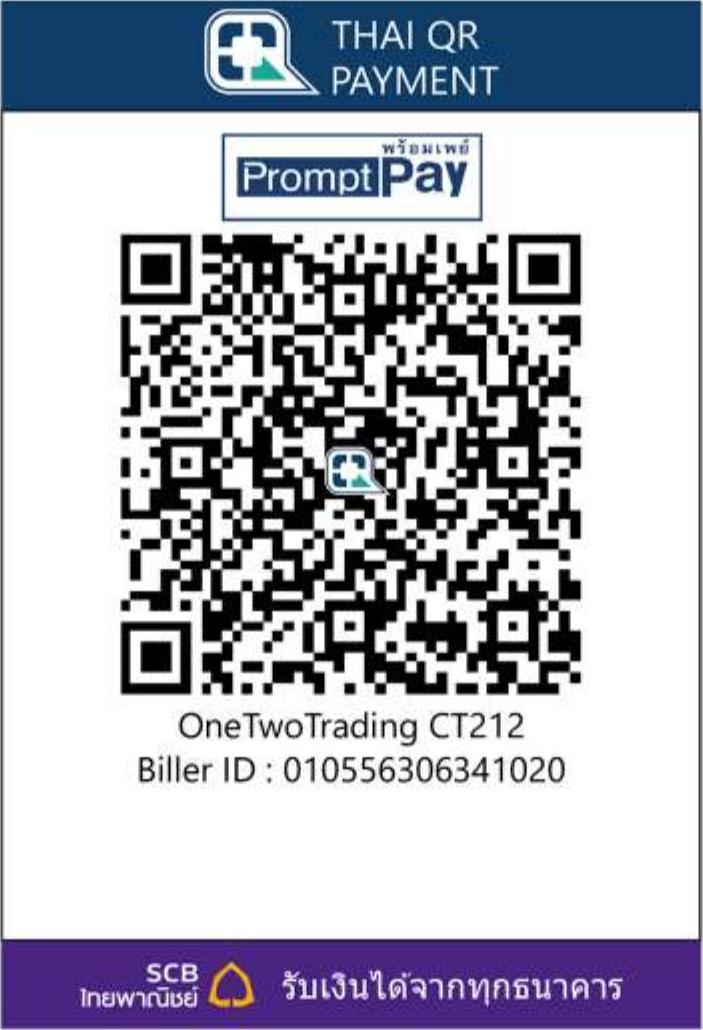 THAI QR
PAYMENT
พร้อมเพย์
Prompt Pay
OneTwoTrading CT212
Biller ID : 010556306341020
SCB
ไทยพาณิชย์
รับเงินได้จากทุกธนาคาร